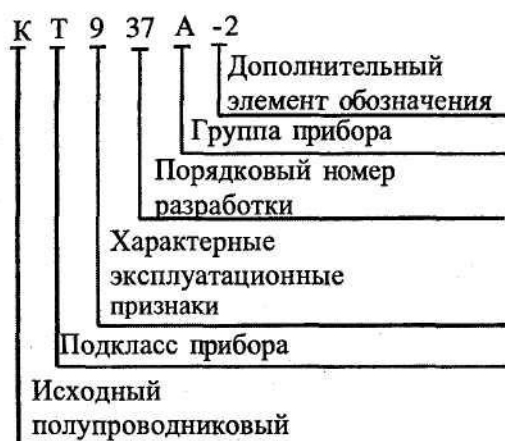 К Т 9 37 А -2
Дополнительный
элемент обозначения
Группа прибора
Порядковый номер
разработки
Характерные
эксплуатационные
признаки
Подкласс прибора
Исходный
полупроводниковый